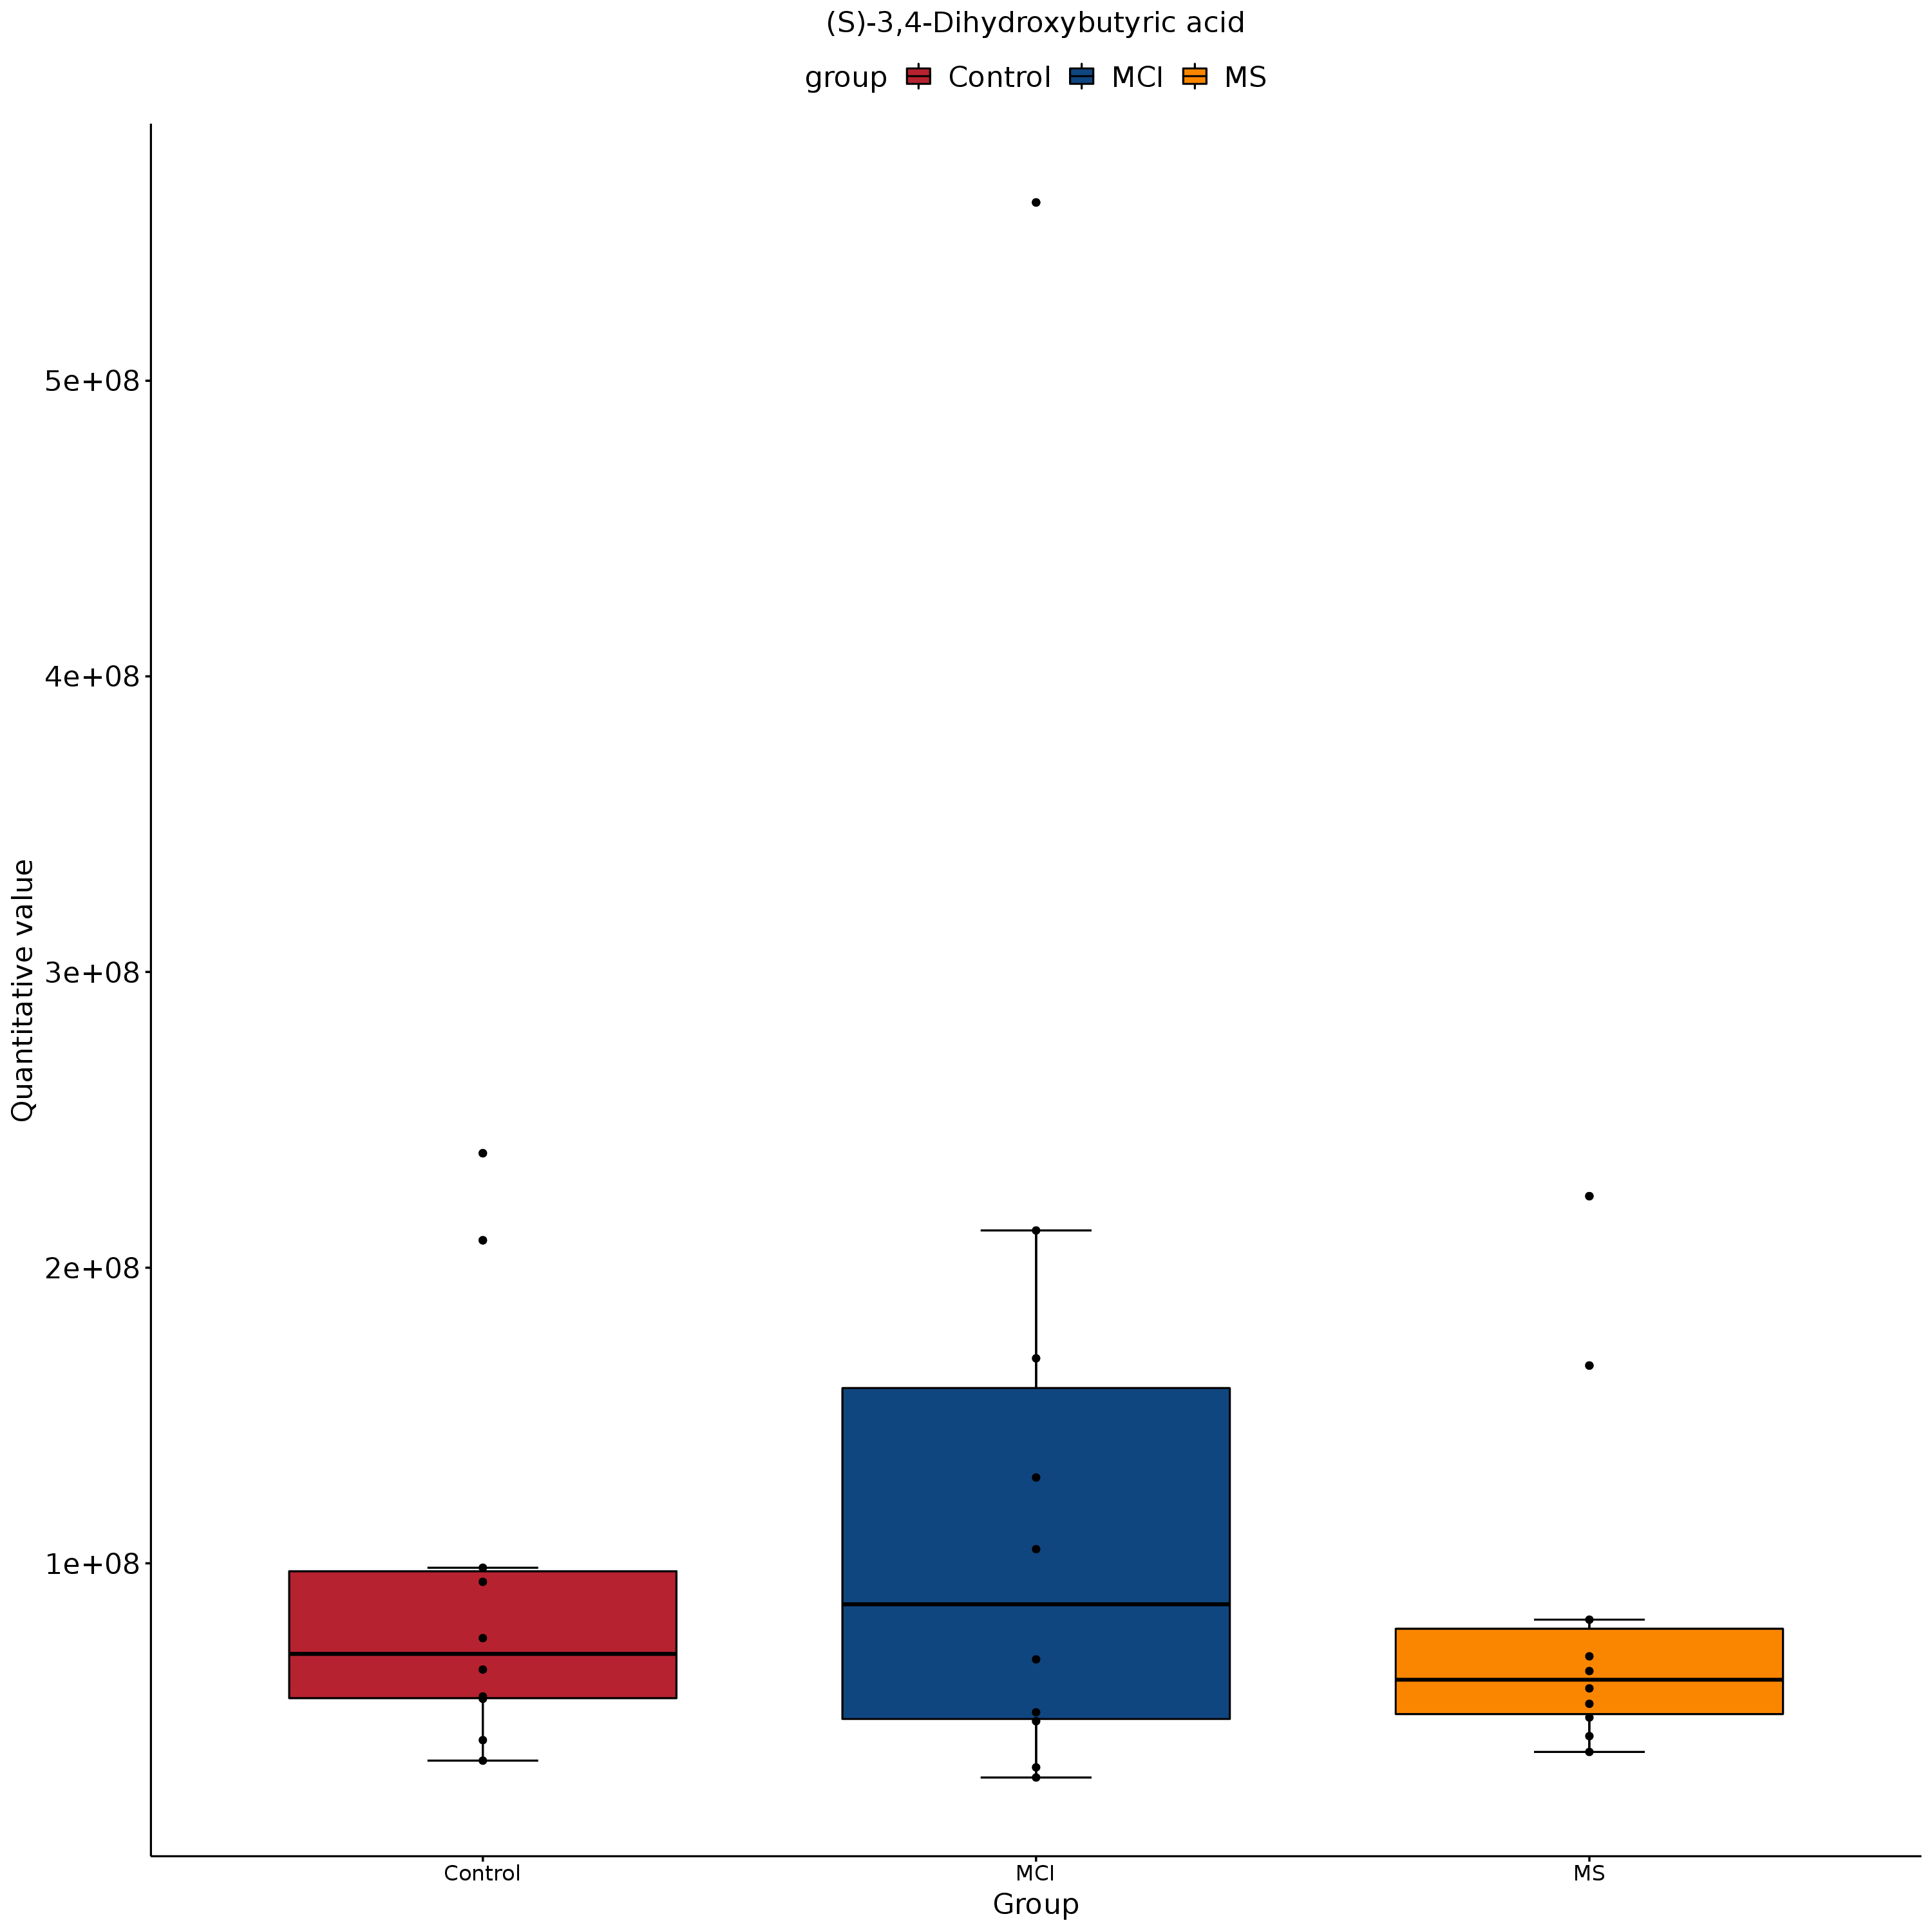 (S)-3,4-Dihydroxybutyric acid
group Control MCI MS
Quantitative value
5e+08
4e+08
3e+08
2e+08
1e+08
Control MCI MS
Group